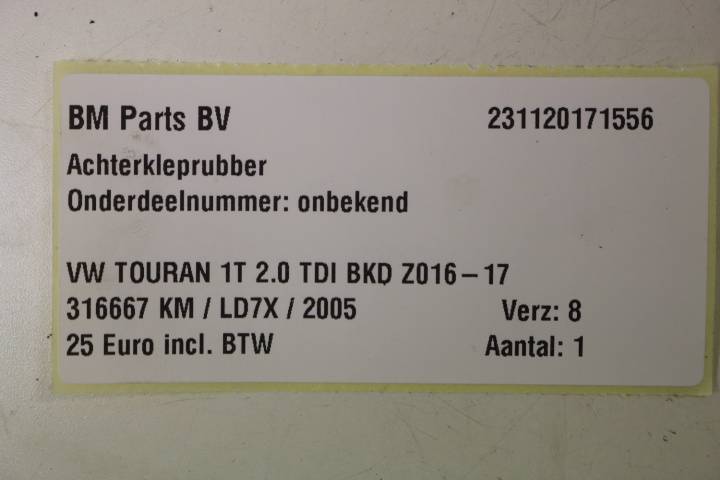 BM Parts BV 231120171556
Achterkleprubber
Onderdeelnummer: onbekend
VW TOURAN 1T 2.0 TDI BKD Z016-17
316667 KM / LD7X / 2005 Verz: 8
25 Euro incl. BTW Aantal: 1